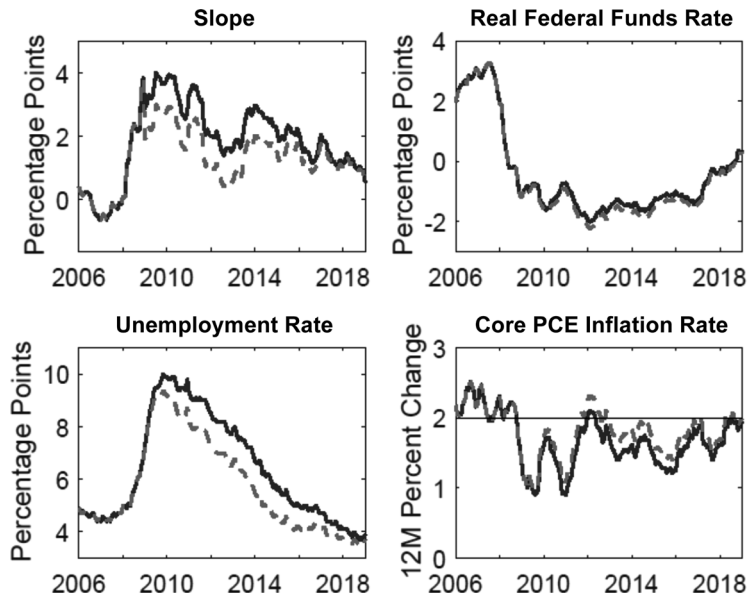 Slope
Percentage Points
4
2
0
2006 2010 2014 2018
Real Federal Funds Rate
Percentage Points
4
2
0
-2
2006 2010 2014 2018
Unemployment Rate
Percentage Points
10
8
6
4
2006 2010 2014 2018
Core PCE Inflation Rate
12M Percent Change
3
2
1
0
2006 2010 2014 2018